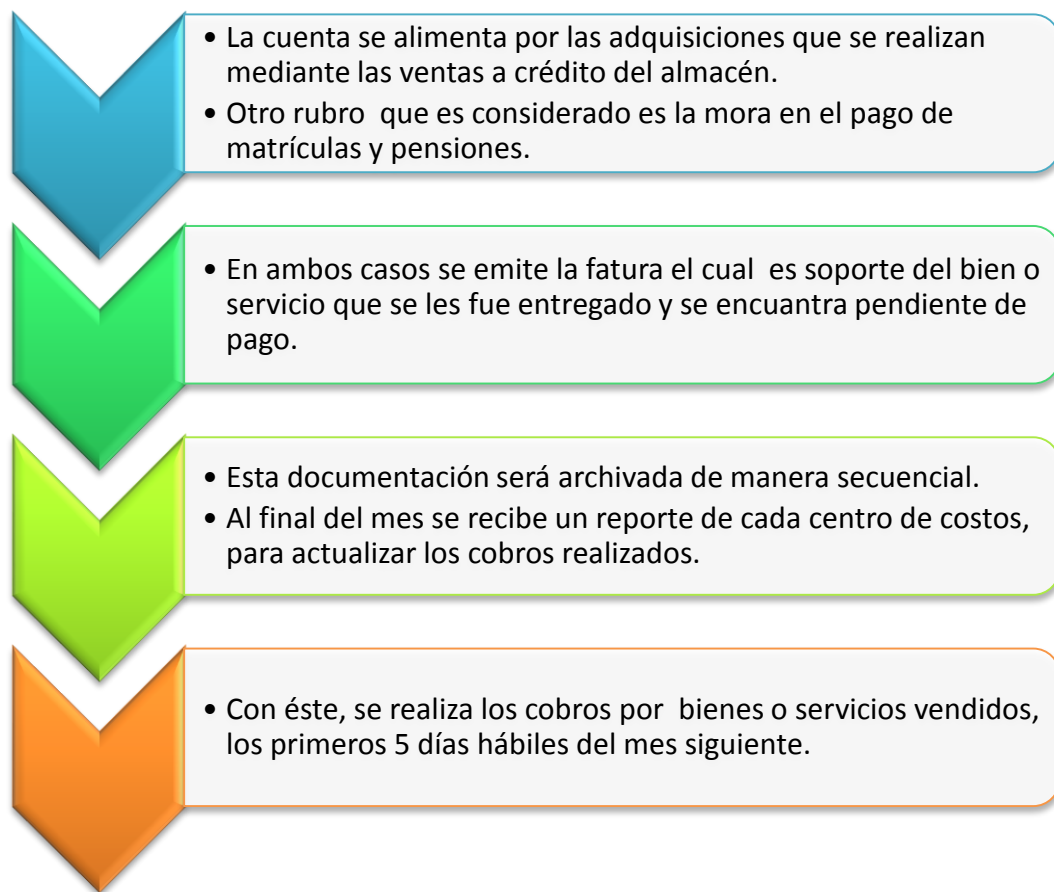 • La cuenta se alimenta por las adquisiciones que se realizan
mediante las ventas a crédito del almacén.
• Otro rubro que es considerado es la mora en el pago de
matrículas y pensiones.
• En ambos casos se emite la fatura el cual es soporte del bien o
servicio que se les fue entregado y se encuantra pendiente de
pago.
• Esta documentación será archivada de manera secuencial.
• Al final del mes se recibe un reporte de cada centro de costos,
para actualizar los cobros realizados.
• Con éste, se realiza los cobros por bienes o servicios vendidos,
los primeros 5 días hábiles del mes siguiente.